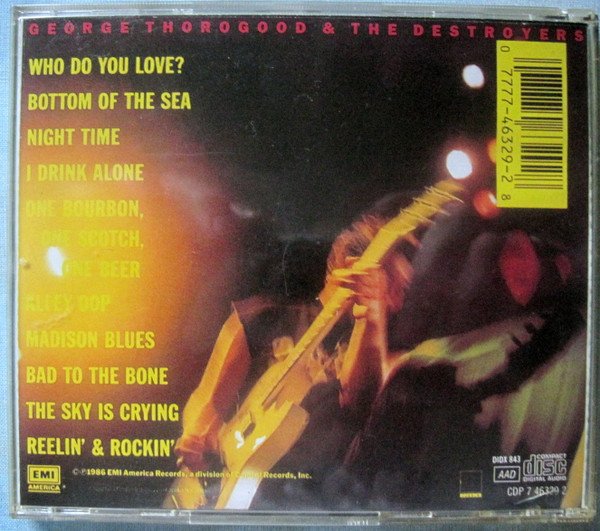 GEORGE THOROGOOD & THE DESTROYERS
WHO DO YOU LOVE?
BOTTOM OF THE SEA
NIGHT TIME
I DRINK ALONE
ONE BOURBON,
ONE SCOTCH,
ONE BEER
ALLEY OOP
MADISON BLUES
BAD TO THE BONE
THE SKY IS CRYING
REELIN' & ROCKIN'
0 7777-46329-2 8
EMI
AMERICA
©℗1986 EMI America Records, a division of Capitol Records, Inc.
ROUNDER
DIDX 843
AAD
COMPACT
disc
DIGITAL AUDIO
CDP 7 46329 2